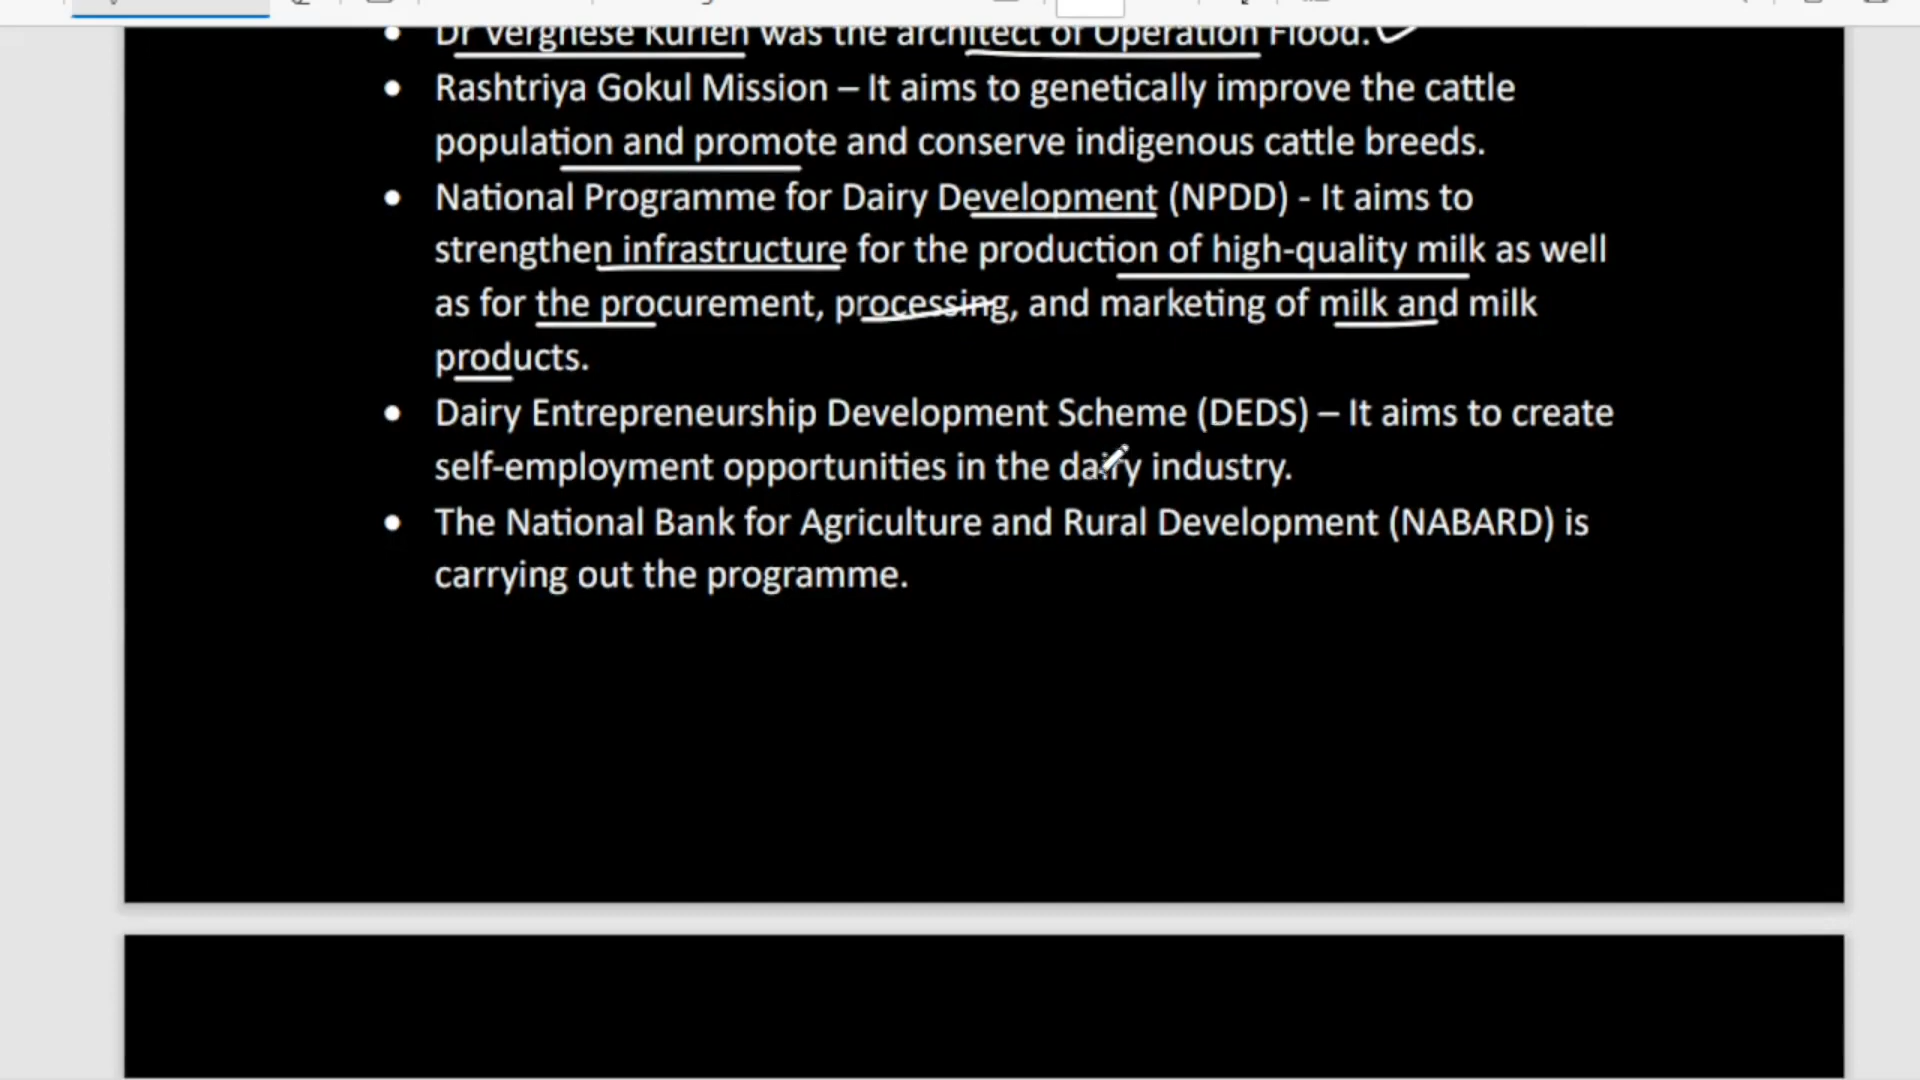 • Dr Verghese Kurien was the architect of Operation Flood.
• Rashtriya Gokul Mission – It aims to genetically improve the cattle
population and promote and conserve indigenous cattle breeds.
• National Programme for Dairy Development (NPDD) - It aims to
strengthen infrastructure for the production of high-quality milk as well
as for the procurement, processing, and marketing of milk and milk
products.
• Dairy Entrepreneurship Development Scheme (DEDS) – It aims to create
self-employment opportunities in the dairy industry.
• The National Bank for Agriculture and Rural Development (NABARD) is
carrying out the programme.